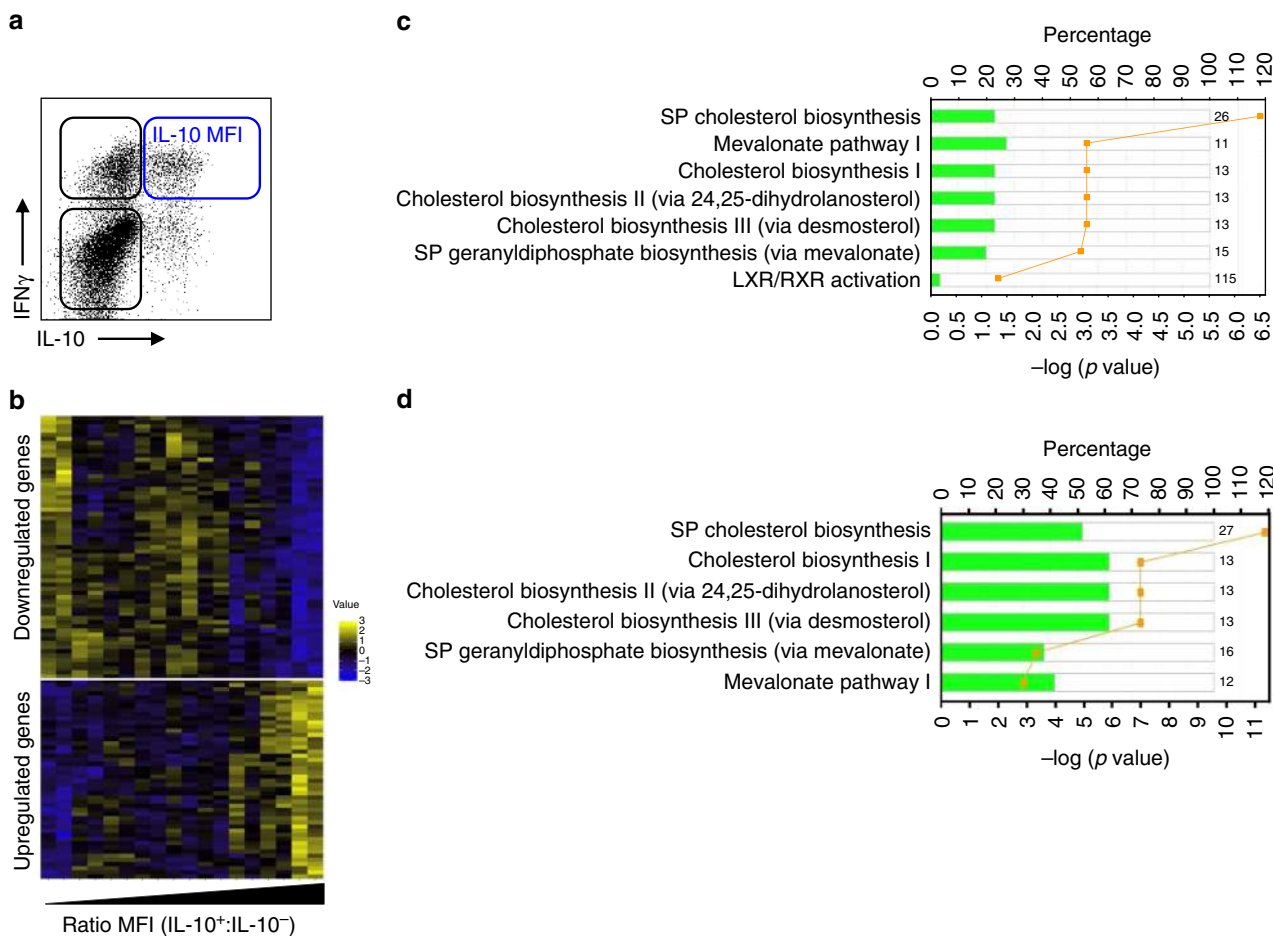 a
IL-10 MFI
IFNγ
IL-10
b
Downregulated genes
Upregulated genes
Value
3
2
1
0
–1
–2
–3
Ratio MFI (IL-10+:IL-10–)
c
Percentage
0 10 20 30 40 50 60 70 80 90 100 110 120
SP cholesterol biosynthesis 26
Mevalonate pathway I 11
Cholesterol biosynthesis I 13
Cholesterol biosynthesis II (via 24,25-dihydrolanosterol) 13
Cholesterol biosynthesis III (via desmosterol) 13
SP geranyldiphosphate biosynthesis (via mevalonate) 15
LXR/RXR activation 115
0.0 0.5 1.0 1.5 2.0 2.5 3.0 3.5 4.0 4.5 5.0 5.5 6.0 6.5
–log (p value)
d
Percentage
0 10 20 30 40 50 60 70 80 90 100 110 120
SP cholesterol biosynthesis 27
Cholesterol biosynthesis I 13
Cholesterol biosynthesis II (via 24,25-dihydrolanosterol) 13
Cholesterol biosynthesis III (via desmosterol) 13
SP geranyldiphosphate biosynthesis (via mevalonate) 16
Mevalonate pathway I 12
0 1 2 3 4 5 6 7 8 9 10 11
–log (p value)